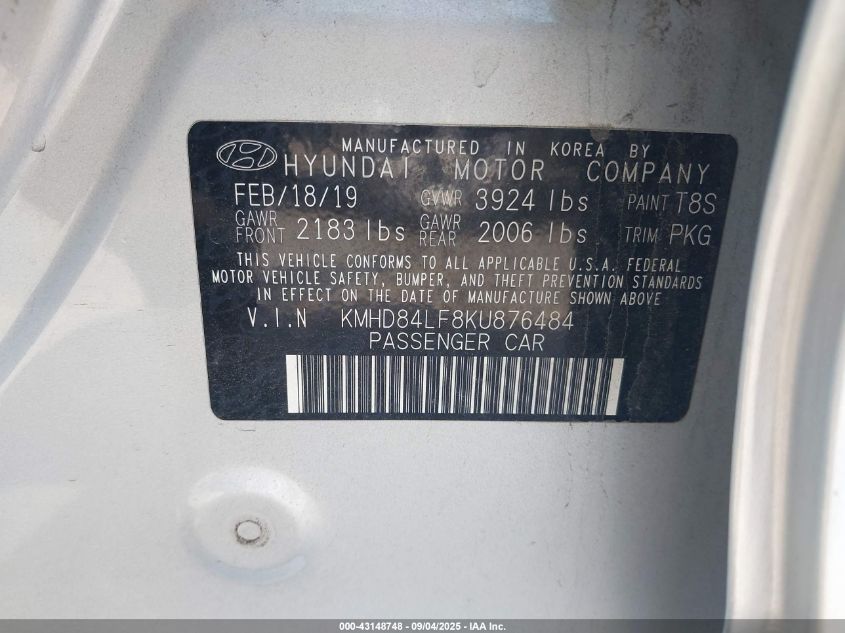 MANUFACTURED IN KOREA BY
HYUNDAI MOTOR COMPANY
FEB/18/19 GVWR 3924 lbs PAINT T8S
GAWR FRONT 2183 lbs GAWR REAR 2006 lbs TRIM PKG
THIS VEHICLE CONFORMS TO ALL APPLICABLE U.S.A. FEDERAL
MOTOR VEHICLE SAFETY, BUMPER, AND THEFT PREVENTION STANDARDS
IN EFFECT ON THE DATE OF MANUFACTURE SHOWN ABOVE
V.I.N KMHD84LF8KU876484
PASSENGER CAR
000-43148748 - 09/04/2025 - IAA Inc.